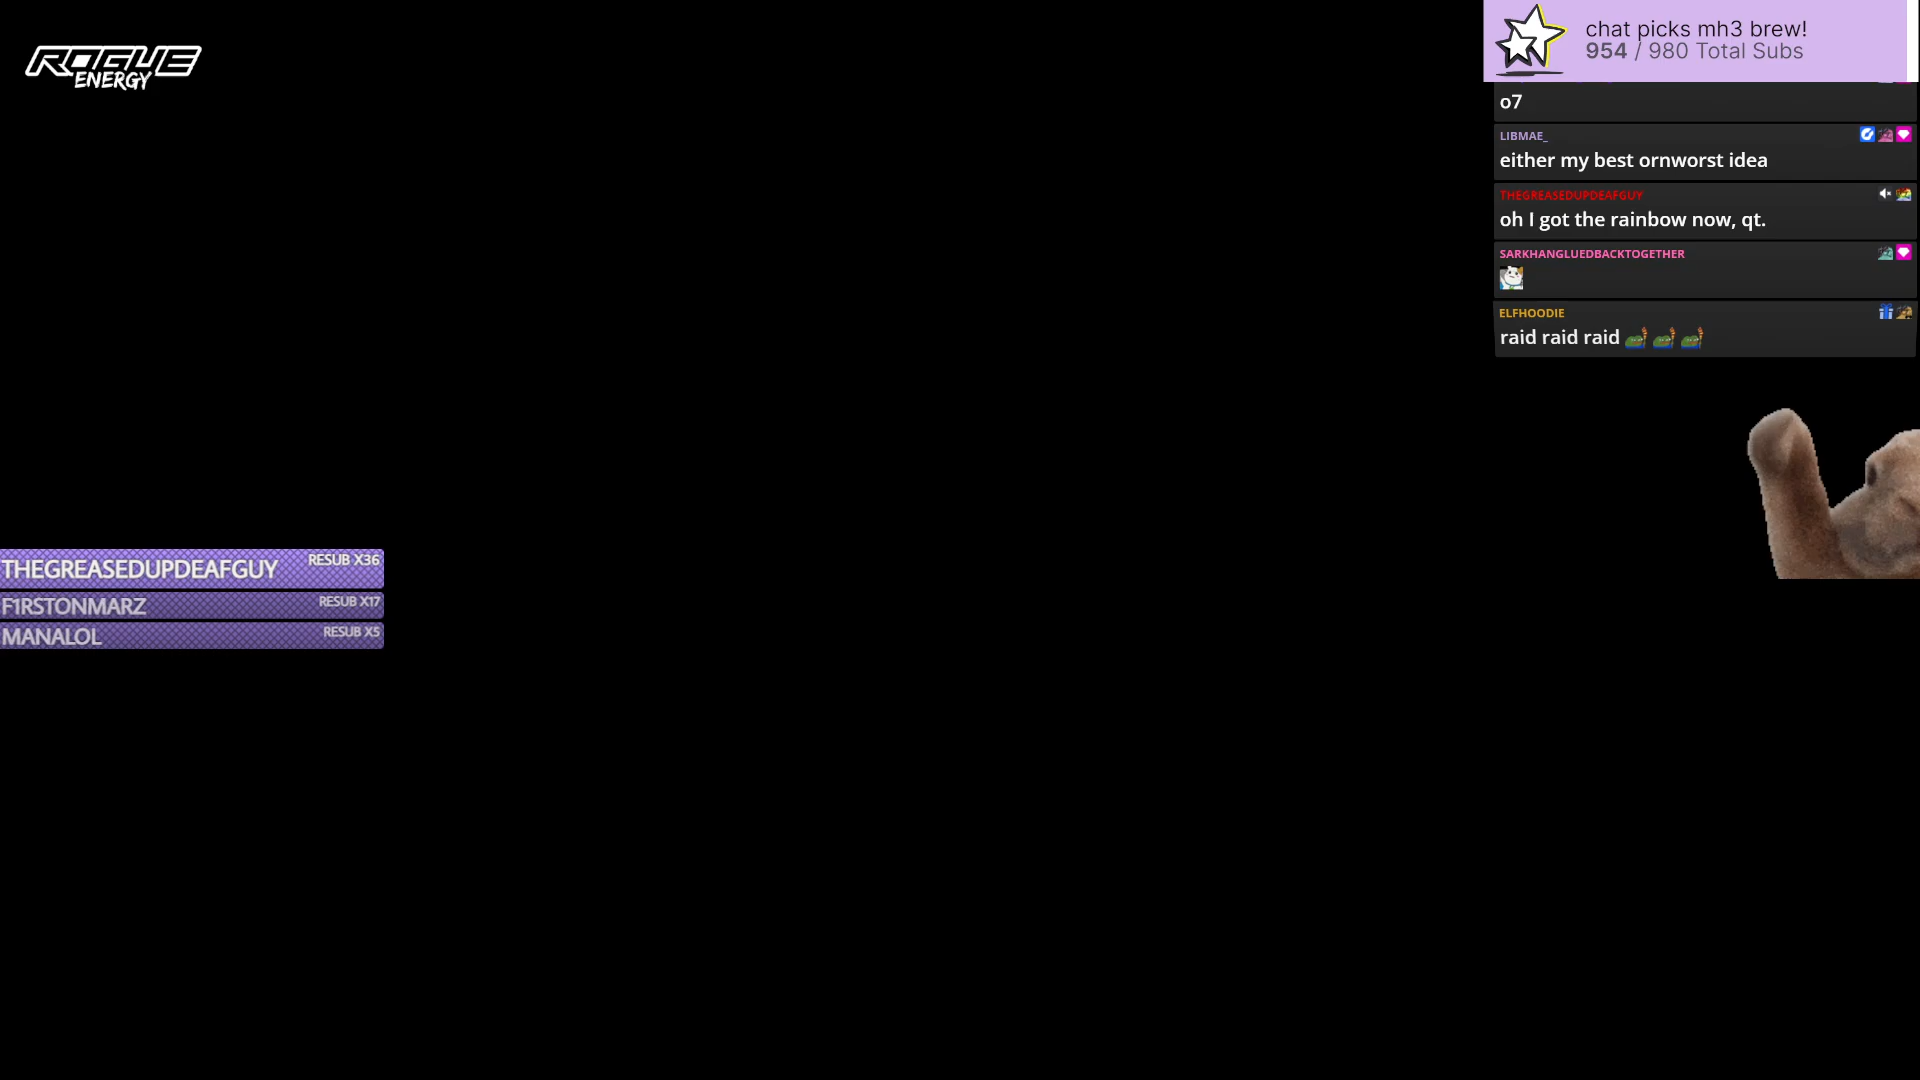 ROGUE
ENERGY
chat picks mh3 brew!
954 / 980 Total Subs
o7
LIBMAE_
either my best ornworst idea
THEGREASEDUPDEAFGUY
oh I got the rainbow now, qt.
SARKHANGLUEDBACKTOGETHER
ELFHOODIE
raid raid raid
THEGREASEDUPDEAFGUY RESUB X36
F1RSTONMARZ RESUB X17
MANALOL RESUB X5